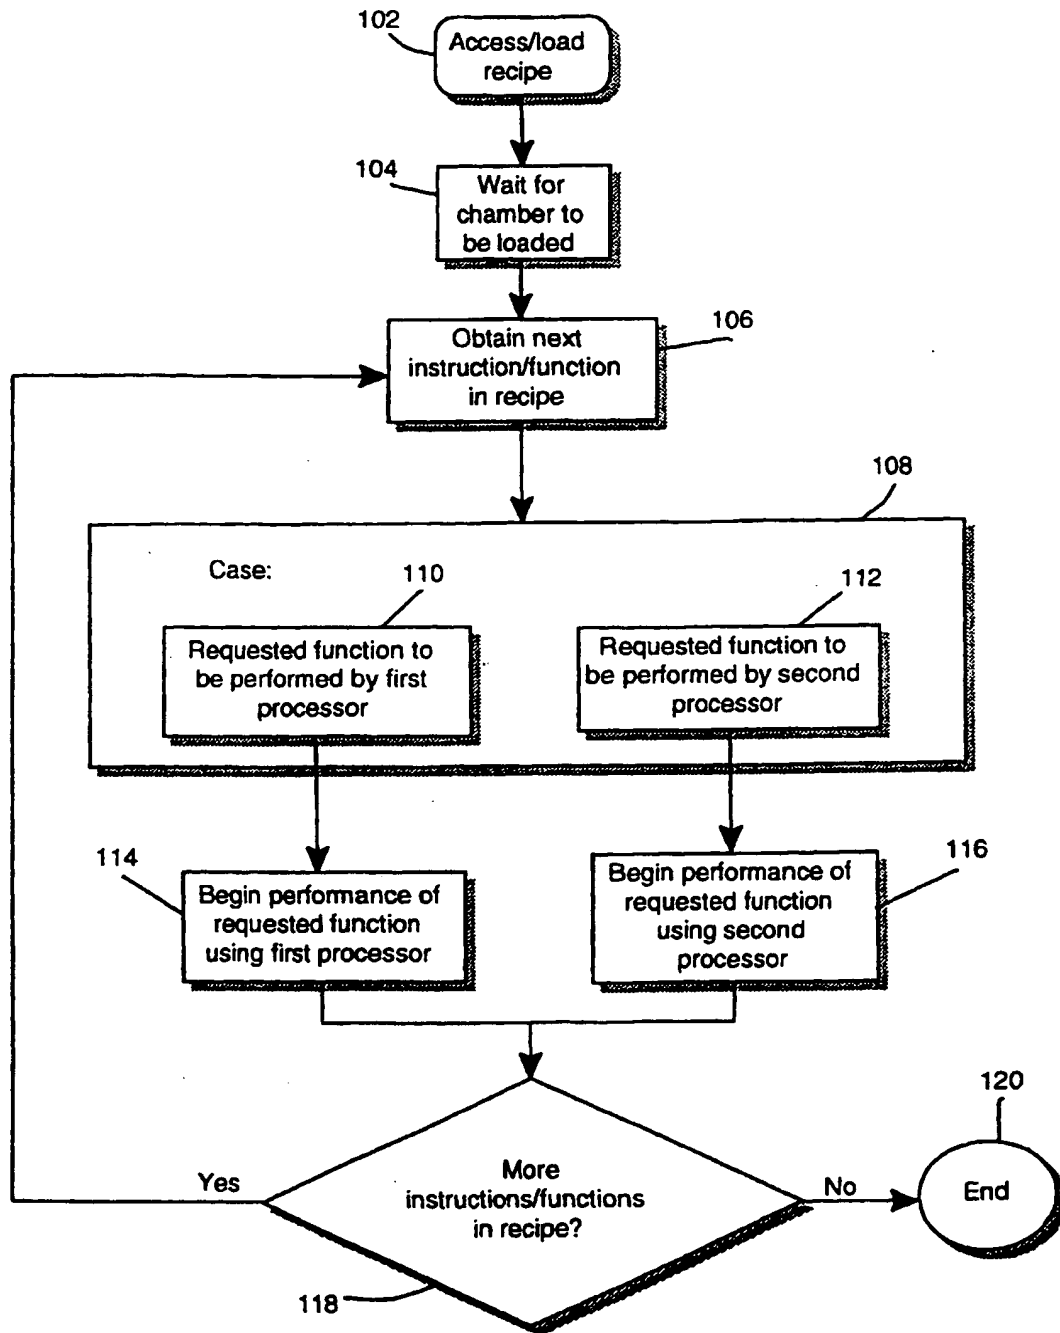 102
Access/load
recipe
104
Wait for
chamber to
be loaded
106
Obtain next
instruction/function
in recipe
108
Case:
110
112
Requested function to
be performed by first
processor
Requested function to
be performed by second
processor
114
Begin performance of
requested function
using first processor
116
Begin performance of
requested function
using second
processor
118
More
instructions/functions
in recipe?
Yes
No
120
End